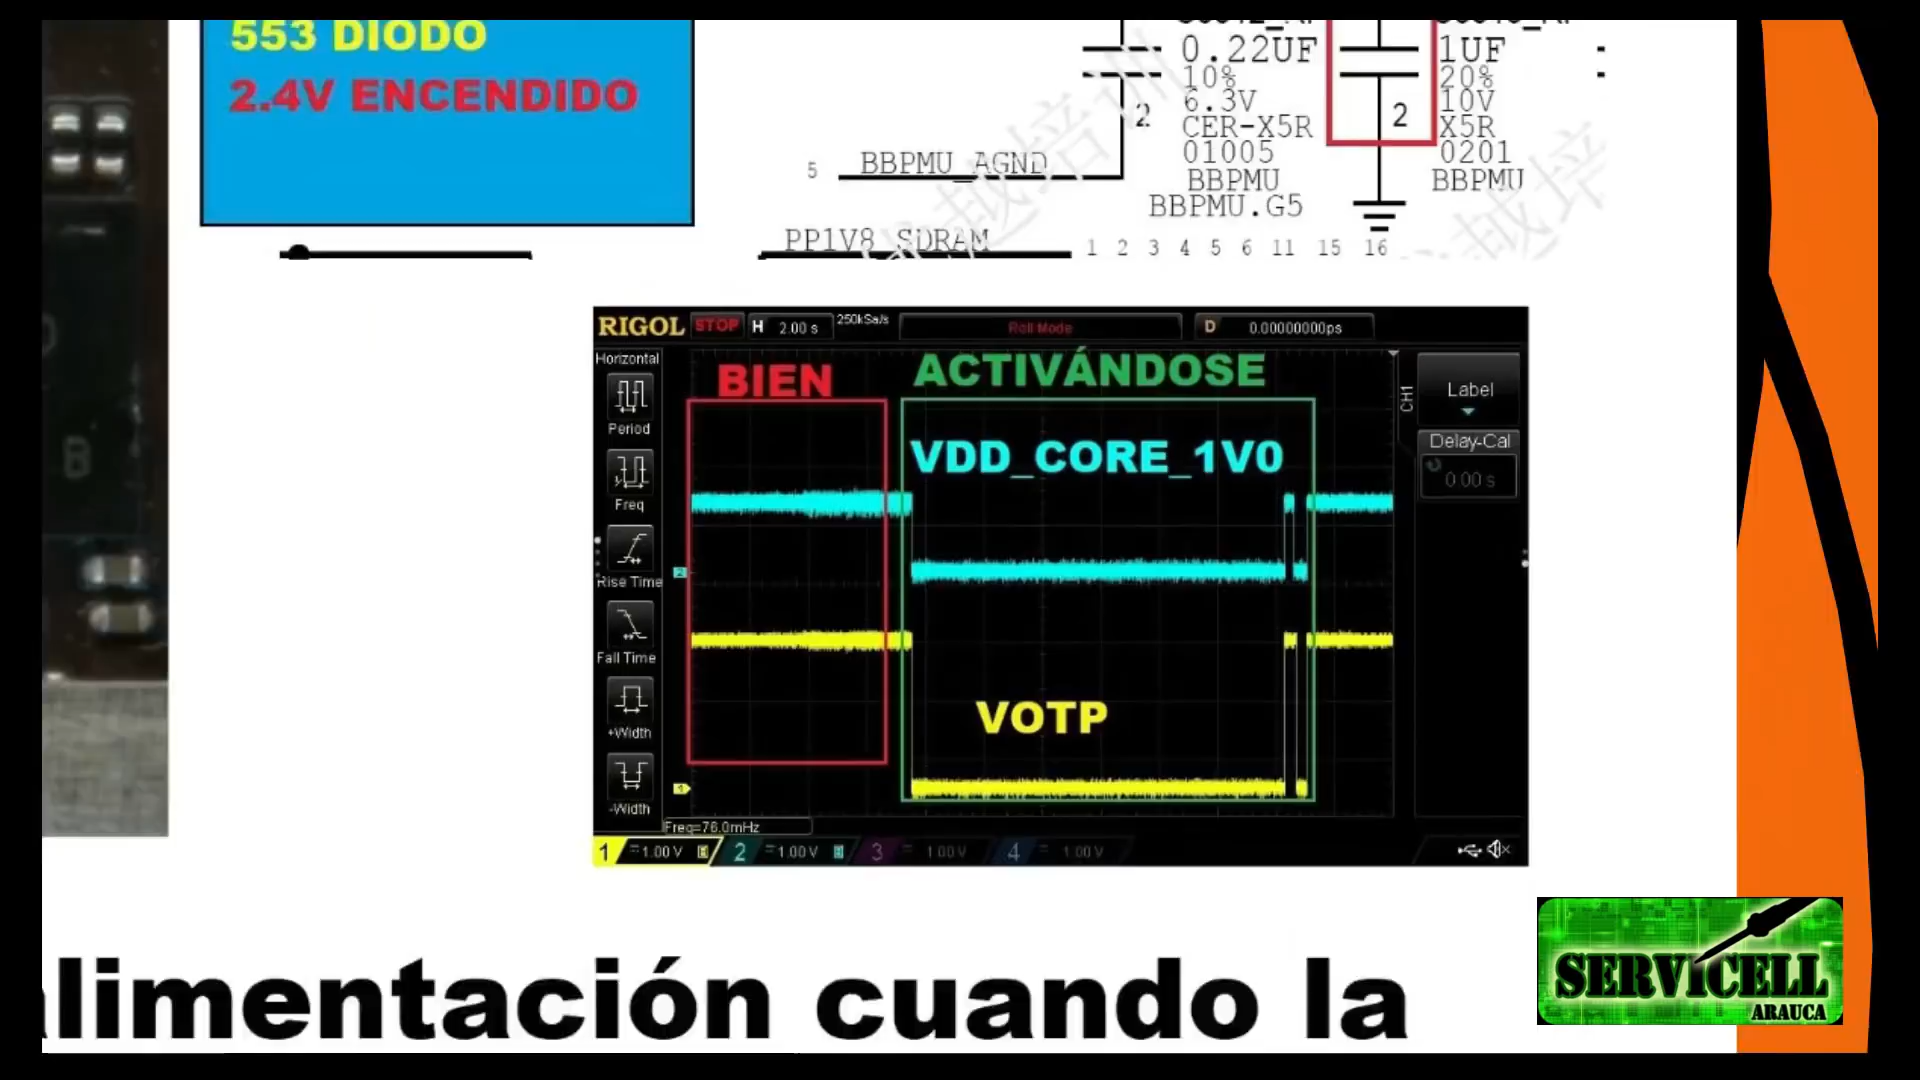 553 DIODO
2.4V ENCENDIDO
0.22UF
10%
6.3V
CER-X5R
01005
BBPMU
BBPMU.G5
2
1UF
20%
10V
X5R
0201
BBPMU
2
5 BBPMU_AGND
PP1V8_SDRAM
1 2 3 4 5 6 11 15 16
B
RIGOL STOP H 2.00 s 250kSa/s Roll Mode D 0.00000000ps
Horizontal
Period
Freq
Rise Time
Fall Time
+Width
-Width
BIEN
ACTIVÁNDOSE
VDD_CORE_1V0
VOTP
2
1
CH1
Label
Delay-Cal
0.00 s
Freq=76.0mHz
1 1.00 V 2 1.00 V 3 1.00 V 4 1.00 V
limentación cuando la
SERVICELL
ARAUCA